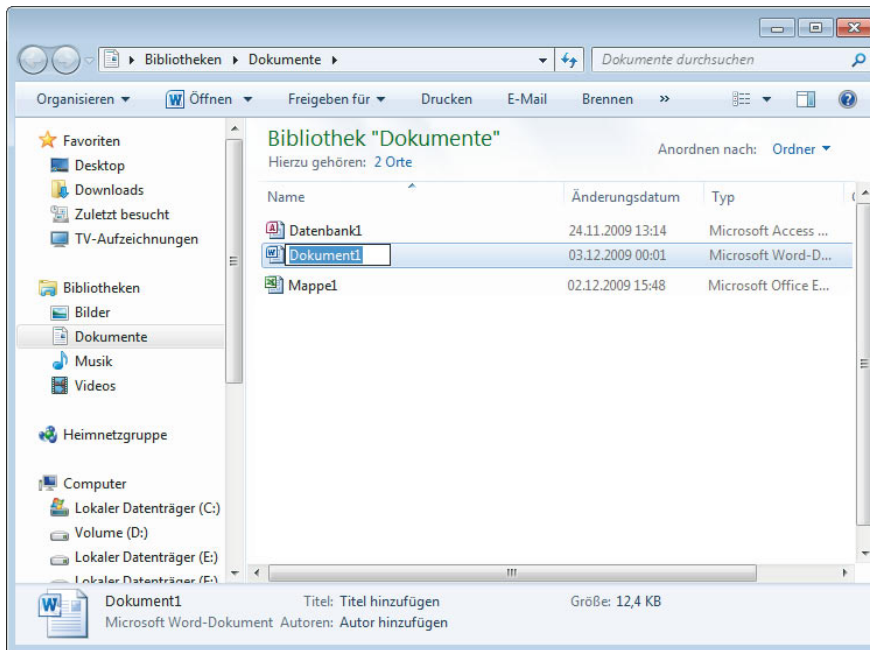 Bibliotheken Dokumente Dokumente durchsuchen
Organisieren Öffnen Freigeben für Drucken E-Mail Brennen »
Favoriten
Desktop
Downloads
Zuletzt besucht
TV-Aufzeichnungen
Bibliotheken
Bilder
Dokumente
Musik
Videos
Heimnetzgruppe
Computer
Lokaler Datenträger (C:)
Volume (D:)
Lokaler Datenträger (E:)
Lokaler Datenträger (F:)
Bibliothek "Dokumente"
Hierzu gehören: 2 Orte
Anordnen nach: Ordner
Name Änderungsdatum Typ
Datenbank1 24.11.2009 13:14 Microsoft Access ...
Dokument1 03.12.2009 00:01 Microsoft Word-D...
Mappe1 02.12.2009 15:48 Microsoft Office E...
Dokument1 Titel: Titel hinzufügen Größe: 12,4 KB
Microsoft Word-Dokument Autoren: Autor hinzufügen